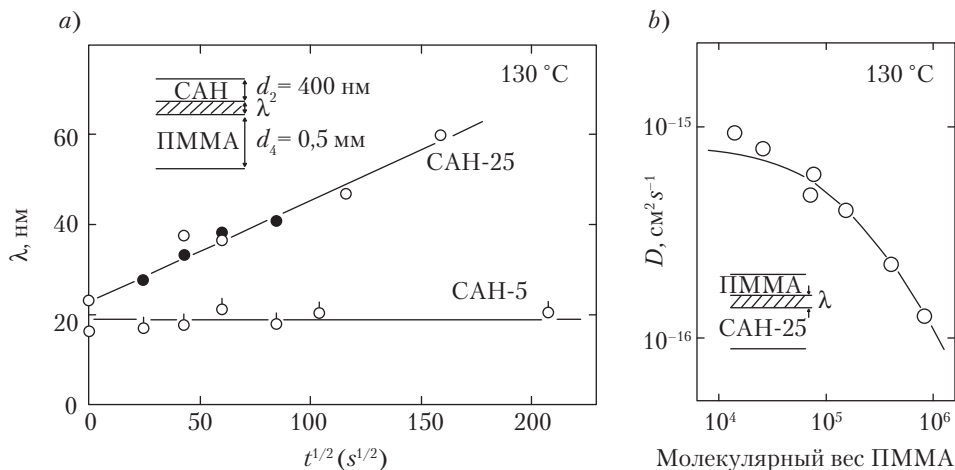 a)
130 °C
САН
d₂= 400 нм
λ
ПММА
d₄= 0,5 мм
САН-25
САН-5
60
40
20
0
λ, нм
0
50
100
150
200
t¹/² (s¹/²)
b)
130 °C
10⁻¹⁵
10⁻¹⁶
D, см² s⁻¹
ПММА
λ
САН-25
10⁴
10⁵
10⁶
Молекулярный вес ПММА